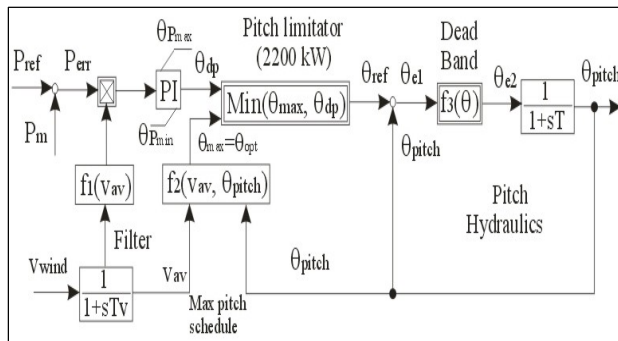 Pitch limitator
(2200 kW)
Dead
Band
θPmax
Pref
Perr
θdp
θref
θe1
θe2
θpitch
PI
Min(θmax, θdp)
f3(θ)
1
1+sT
Pm
θPmin
θmax=θopt
θpitch
f1(Vav)
f2(Vav, θpitch)
Pitch
Hydraulics
Filter
Vwind
1
1+sTv
Vav
Max pitch
schedule
θpitch